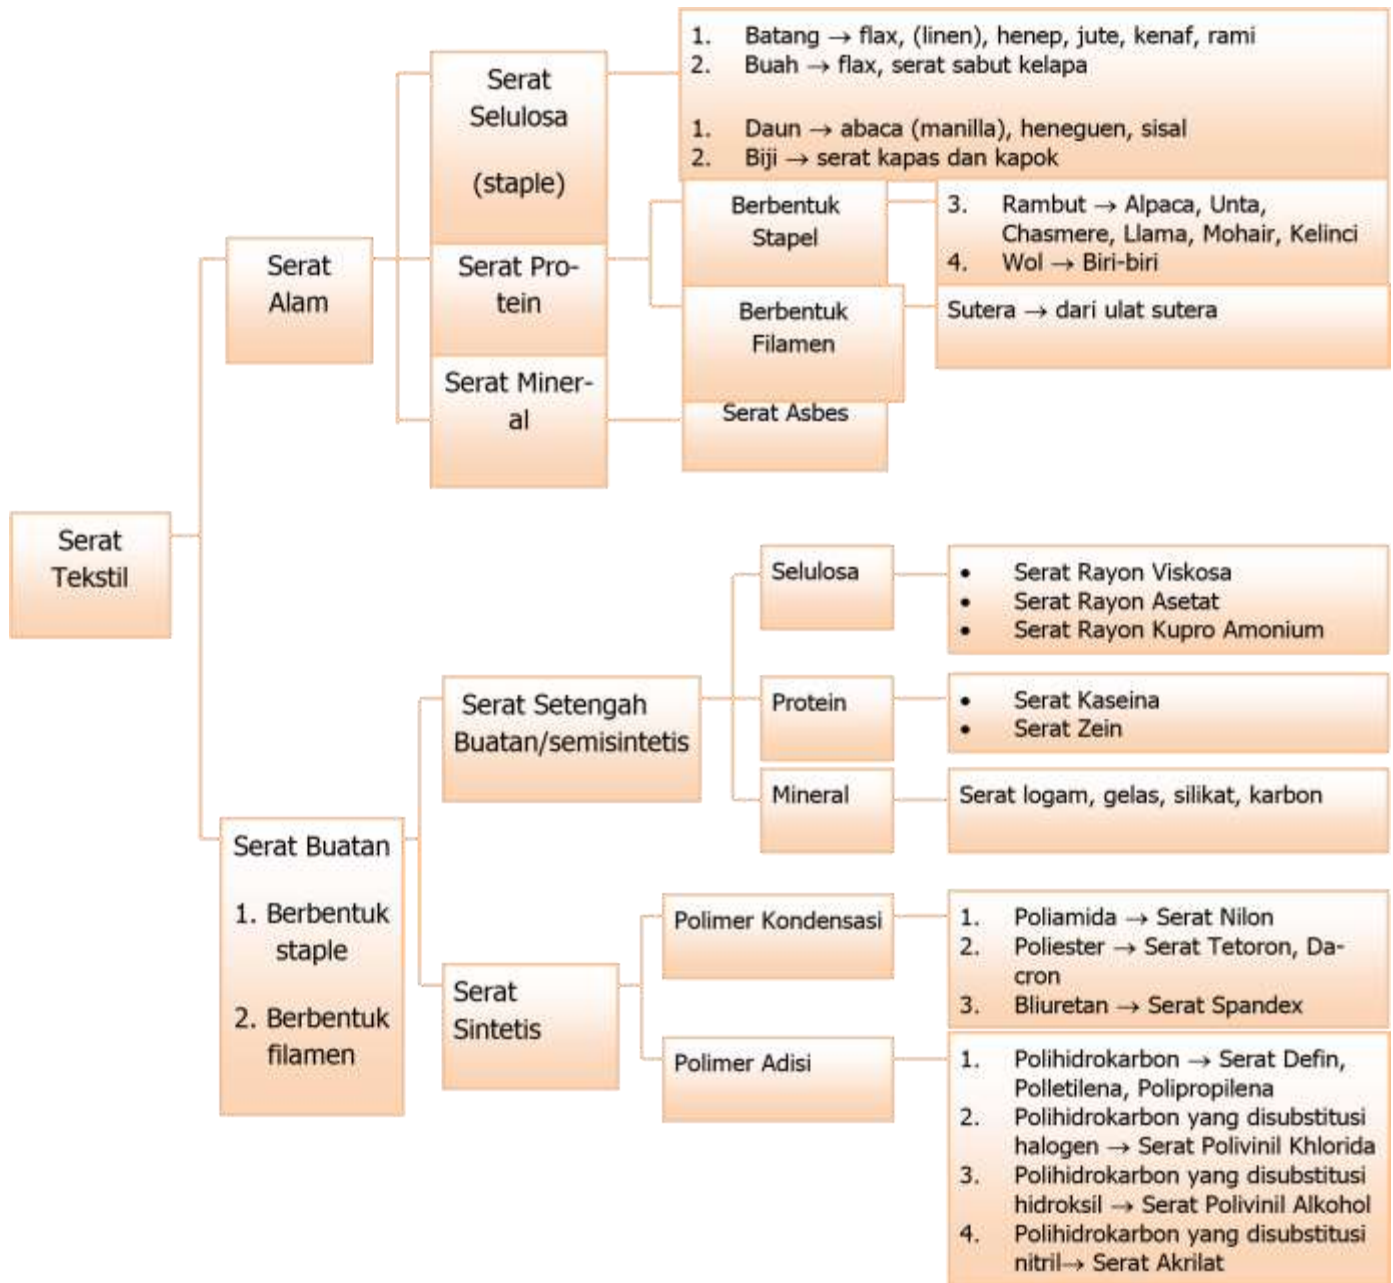 1. Batang → flax, (linen), henep, jute, kenaf, rami
2. Buah → flax, serat sabut kelapa
1. Daun → abaca (manilla), heneguen, sisal
2. Biji → serat kapas dan kapok
Serat
Selulosa
(staple)
Berbentuk
Stapel
3. Rambut → Alpaca, Unta,
Chasmere, Llama, Mohair, Kelinci
4. Wol → Biri-biri
Serat
Alam
Serat Pro-
tein
Berbentuk
Filamen
Sutera → dari ulat sutera
Serat Miner-
al
Serat Asbes
Serat
Tekstil
Selulosa
• Serat Rayon Viskosa
• Serat Rayon Asetat
• Serat Rayon Kupro Amonium
Serat Setengah
Buatan/semisintetis
Protein
• Serat Kaseina
• Serat Zein
Mineral
Serat logam, gelas, silikat, karbon
Serat Buatan
1. Berbentuk
staple
2. Berbentuk
filamen
Polimer Kondensasi
1. Poliamida → Serat Nilon
2. Poliester → Serat Tetoron, Da-
cron
3. Bliuretan → Serat Spandex
Serat
Sintetis
Polimer Adisi
1. Polihidrokarbon → Serat Defin,
Polletilena, Polipropilena
2. Polihidrokarbon yang disubstitusi
halogen → Serat Polivinil Khlorida
3. Polihidrokarbon yang disubstitusi
hidroksil → Serat Polivinil Alkohol
4. Polihidrokarbon yang disubstitusi
nitril→ Serat Akrilat